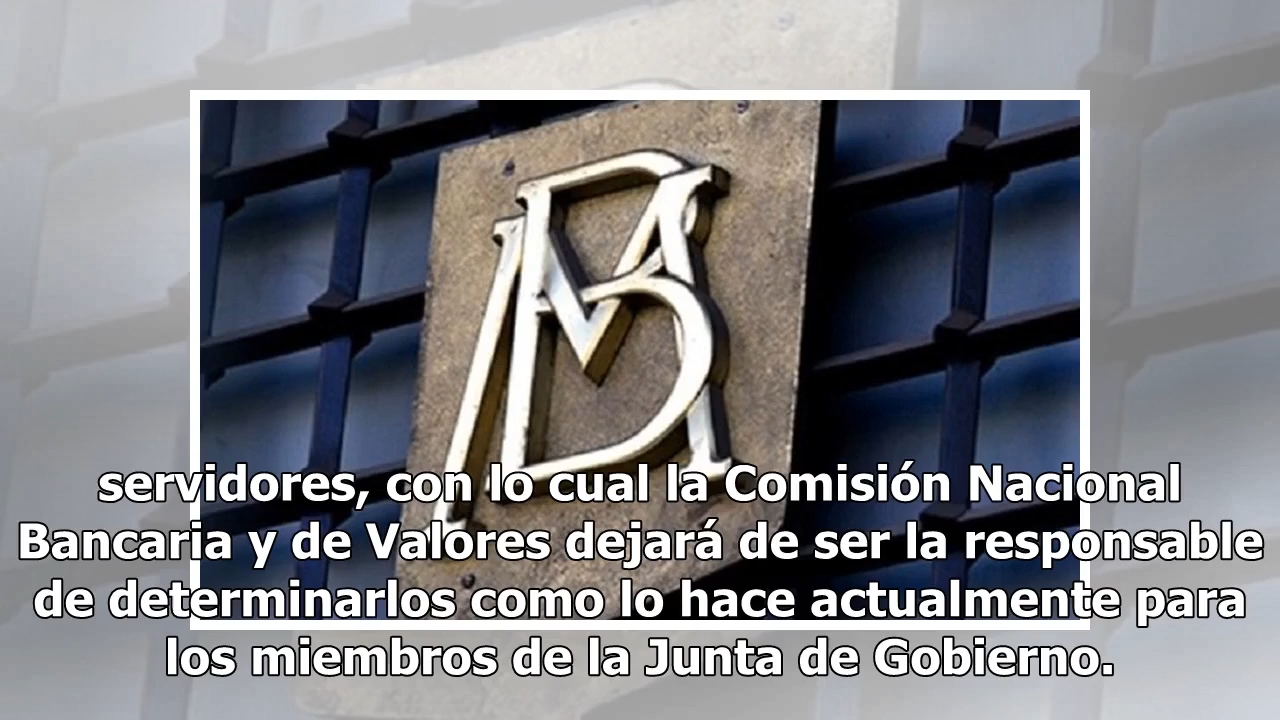 BM
servidores, con lo cual la Comisión Nacional
Bancaria y de Valores dejará de ser la responsable
de determinarlos como lo hace actualmente para
los miembros de la Junta de Gobierno.